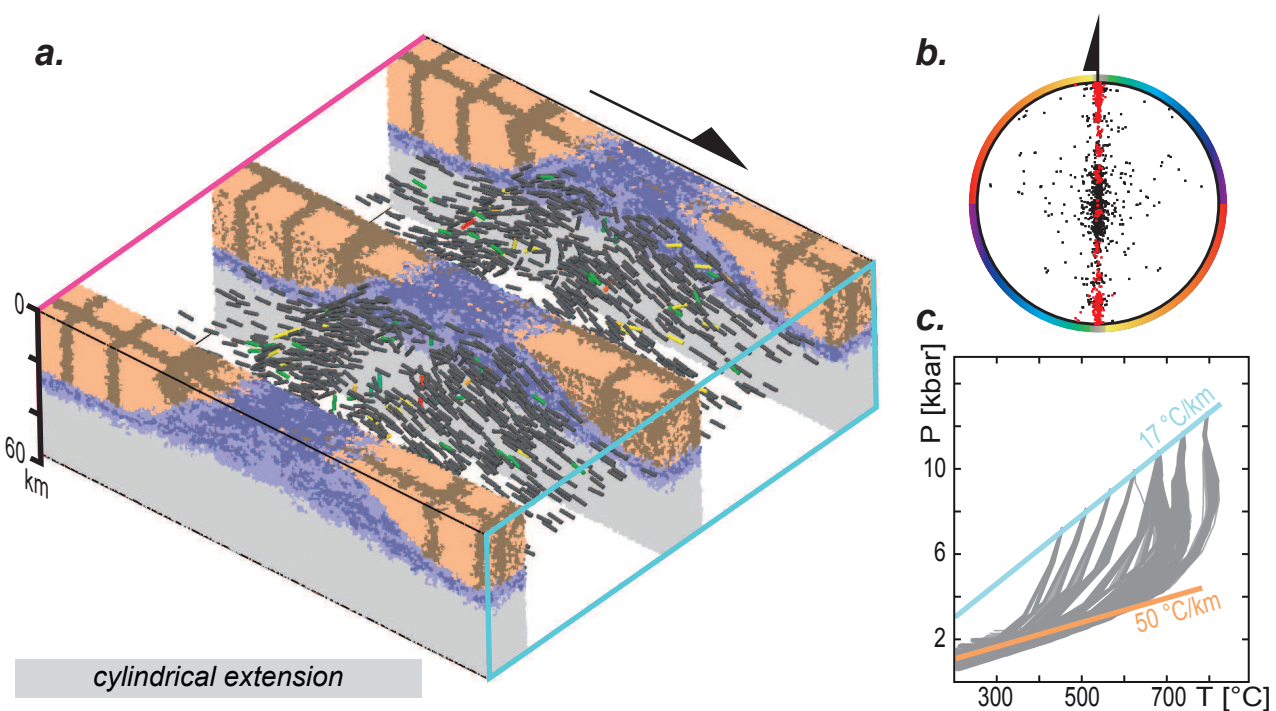 a.
0
60
km
cylindrical extension
b.
c.
P [kbar]
10
6
2
17 °C/km
50 °C/km
300
500
700
T [°C]